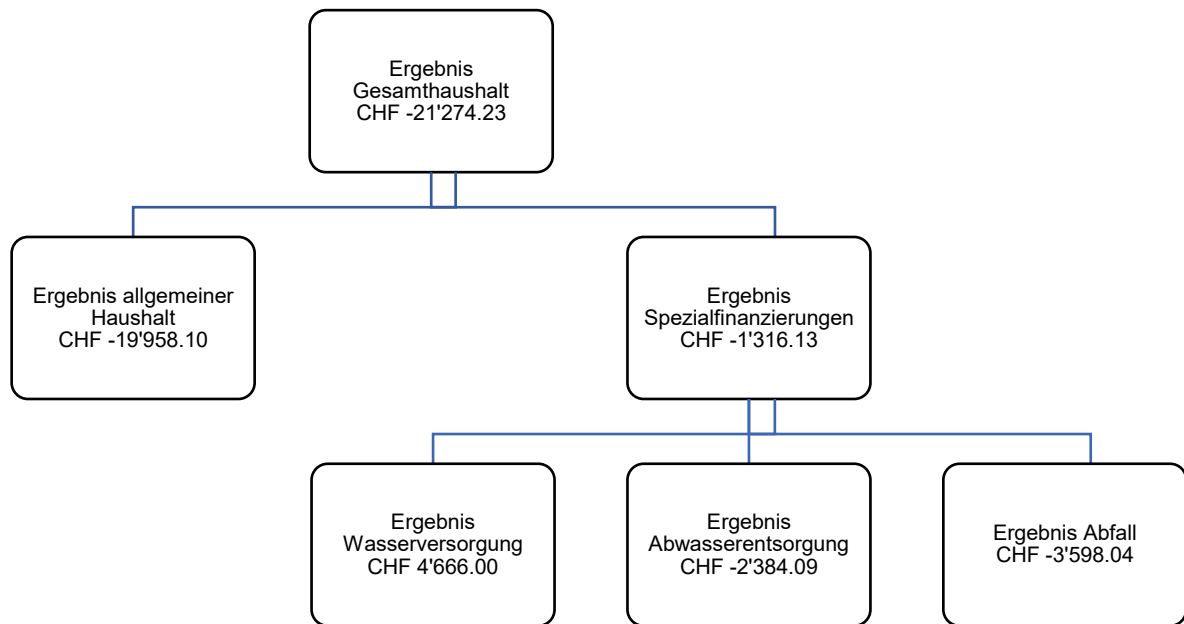 Ergebnis
Gesamthaushalt
CHF -21'274.23
Ergebnis allgemeiner
Haushalt
CHF -19'958.10
Ergebnis
Spezialfinanzierungen
CHF -1'316.13
Ergebnis
Wasserversorgung
CHF 4'666.00
Ergebnis
Abwasserentsorgung
CHF -2'384.09
Ergebnis Abfall
CHF -3'598.04